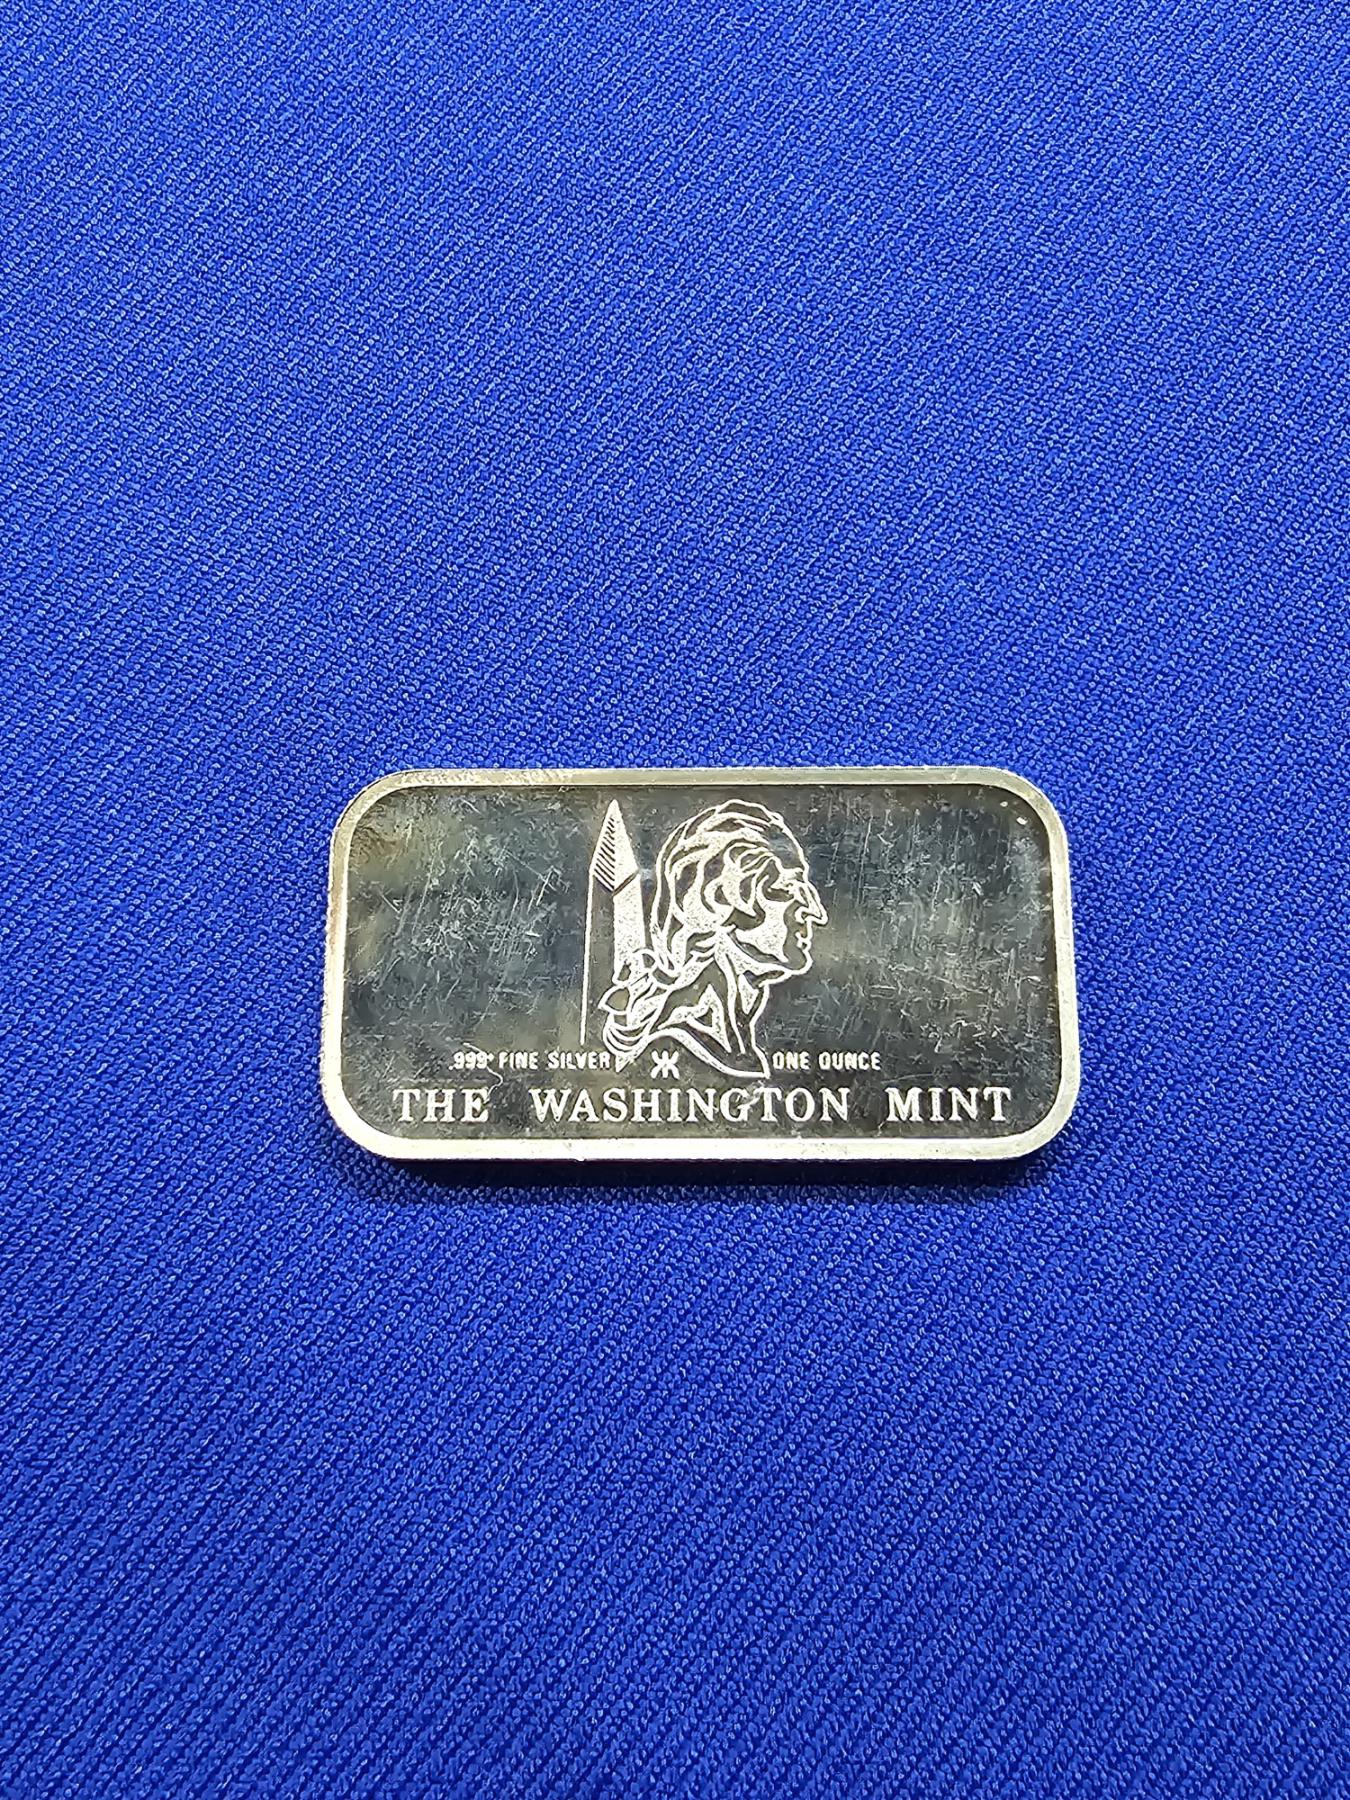 .999+ FINE SILVER ONE OUNCE
THE WASHINGTON MINT